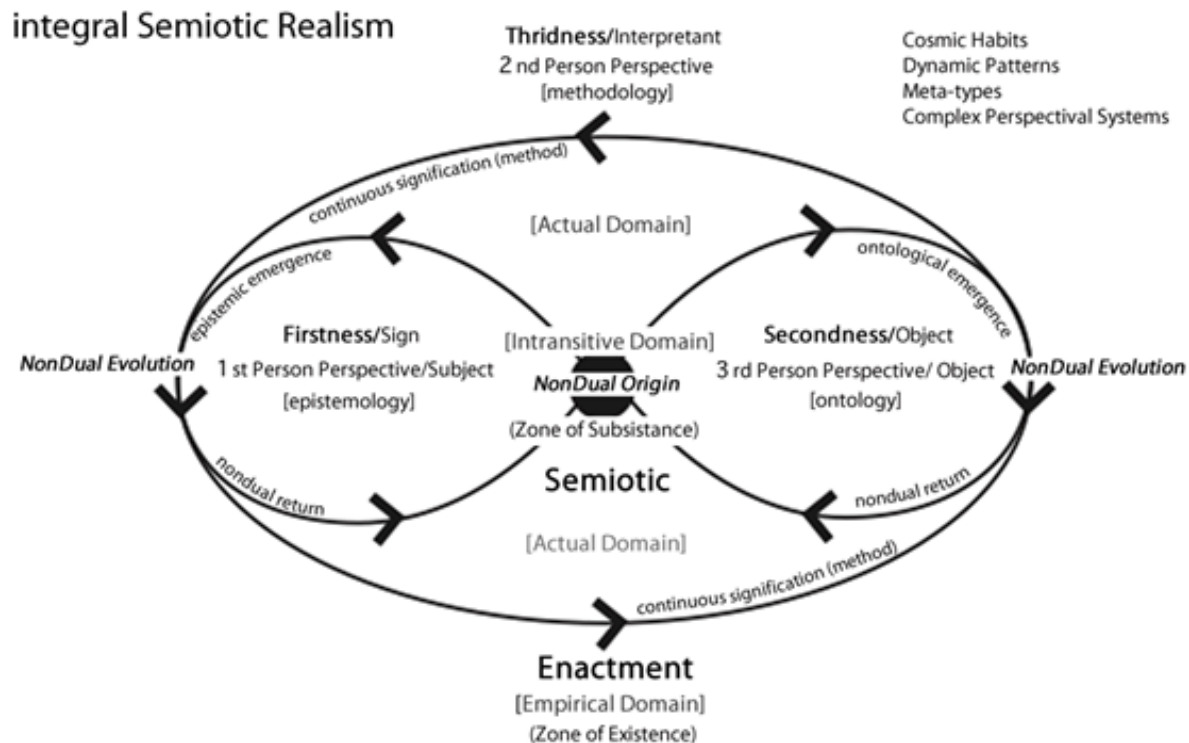 integral Semiotic Realism
Thridness/Interpretant
2 nd Person Perspective
[methodology]
Cosmic Habits
Dynamic Patterns
Meta-types
Complex Perspectival Systems
continuous signification (method)
[Actual Domain]
epistemic emergence
ontological emergence
Firstness/Sign
1 st Person Perspective/Subject
[epistemology]
[Intransitive Domain]
NonDual Origin
(Zone of Subsistance)
Secondness/Object
3 rd Person Perspective/ Object
[ontology]
NonDual Evolution
NonDual Evolution
Semiotic
nondual return
nondual return
[Actual Domain]
continuous signification (method)
Enactment
[Empirical Domain]
(Zone of Existence)